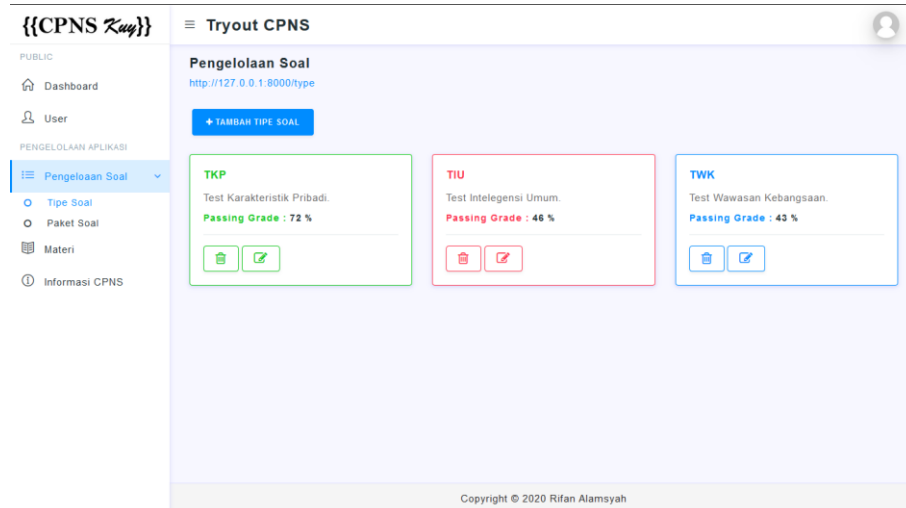 {{CPNS Kuy}}
Tryout CPNS
PUBLIC
Dashboard
User
PENGELOLAAN APLIKASI
Pengeloaan Soal
Tipe Soal
Paket Soal
Materi
Informasi CPNS
Pengelolaan Soal
http://127.0.0.1:8000/type
+ TAMBAH TIPE SOAL
TKP
Test Karakteristik Pribadi.
Passing Grade : 72 %
TIU
Test Intelegensi Umum.
Passing Grade : 46 %
TWK
Test Wawasan Kebangsaan.
Passing Grade : 43 %
Copyright © 2020 Rifan Alamsyah